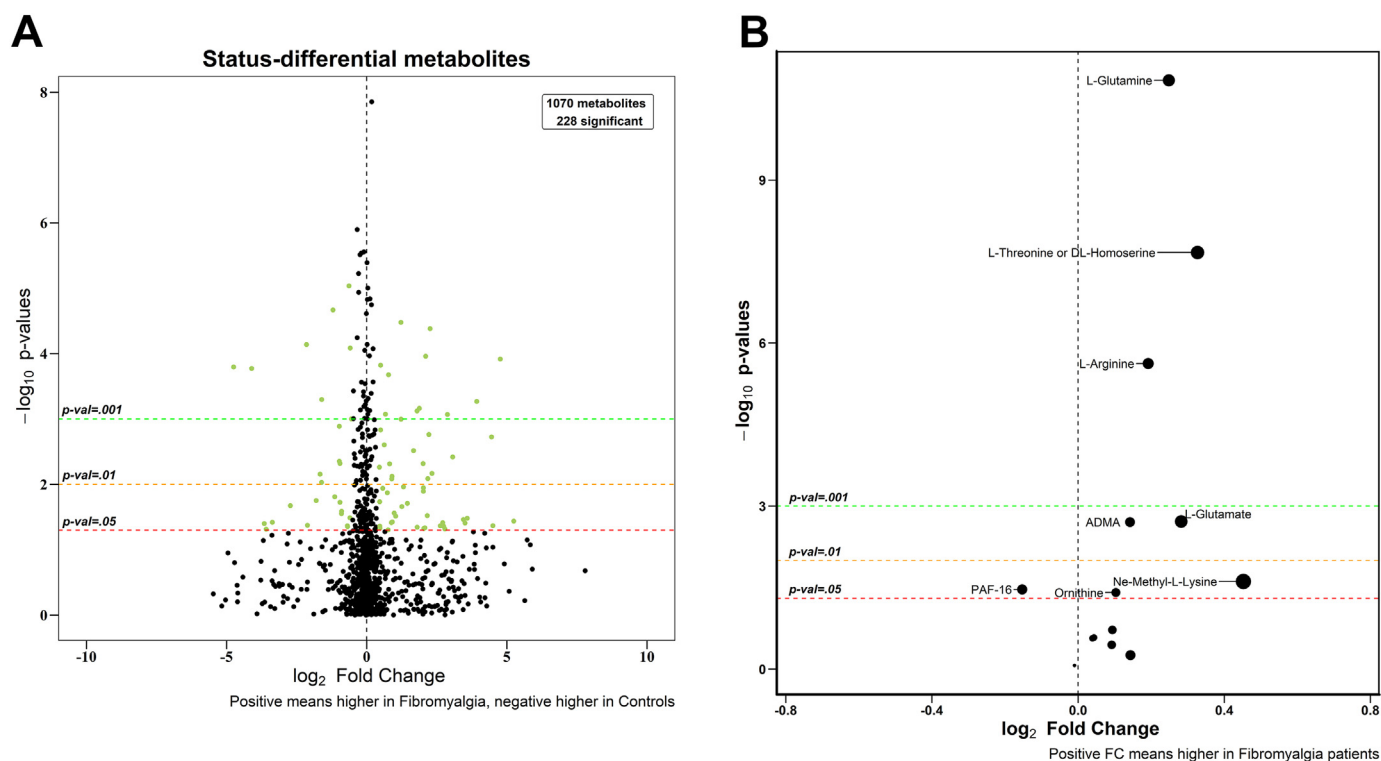 A
Status-differential metabolites
1070 metabolites
228 significant
8
6
4
2
0
−log10 p-values
p-val=.001
p-val=.01
p-val=.05
-10
-5
0
5
10
log2 Fold Change
Positive means higher in Fibromyalgia, negative higher in Controls
B
L-Glutamine
L-Threonine or DL-Homoserine
L-Arginine
ADMA
L-Glutamate
Ne-Methyl-L-Lysine
PAF-16
Ornithine
9
6
3
0
−log10 p-values
p-val=.001
p-val=.01
p-val=.05
-0.8
-0.4
0.0
0.4
0.8
log2 Fold Change
Positive FC means higher in Fibromyalgia patients